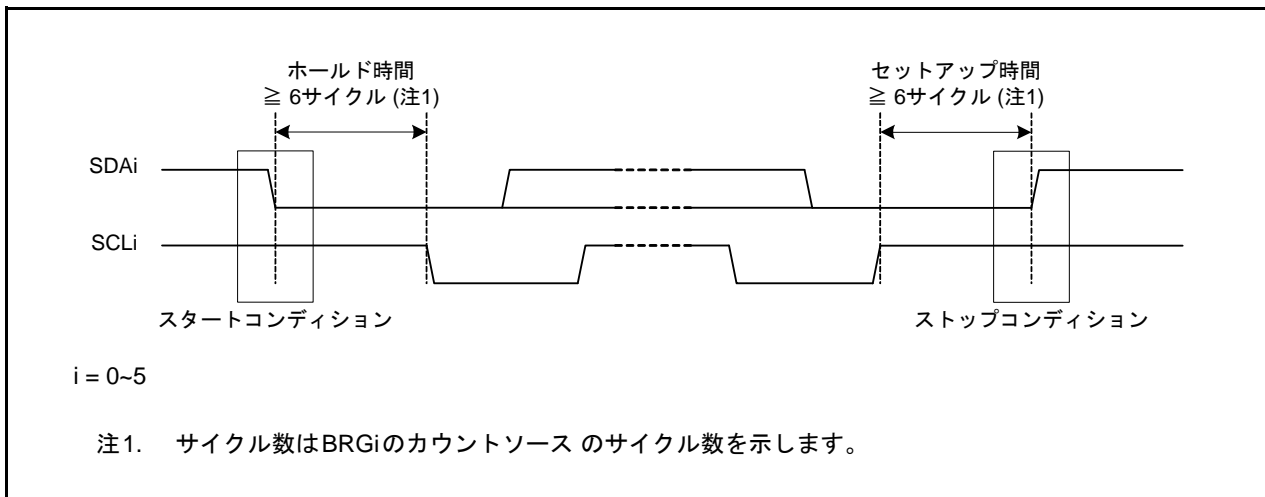 ホールド時間
≧ 6サイクル (注1)
セットアップ時間
≧ 6サイクル (注1)
SDAi
SCLi
スタートコンディション
ストップコンディション
i = 0~5
注1. サイクル数はBRGiのカウントソース のサイクル数を示します。